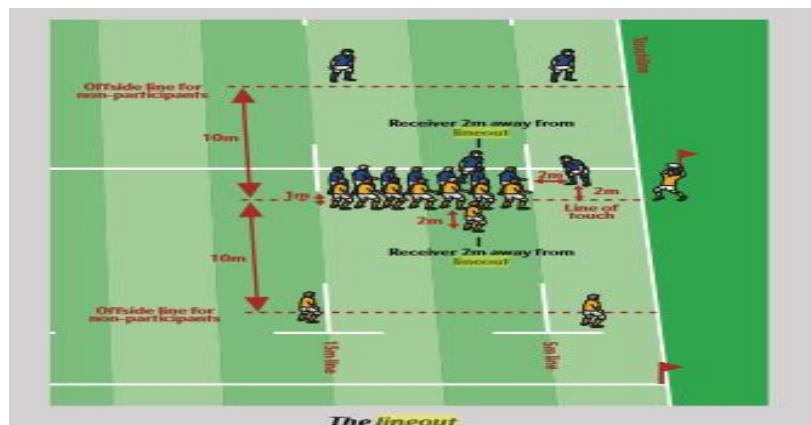 Touchline
Offside line for
non-participants
10m
Receiver 2m away from
lineout
2m
2m
1m
Line of
touch
2m
10m
Receiver 2m away from
lineout
Offside line for
non-participants
15m line
5m line
The lineout